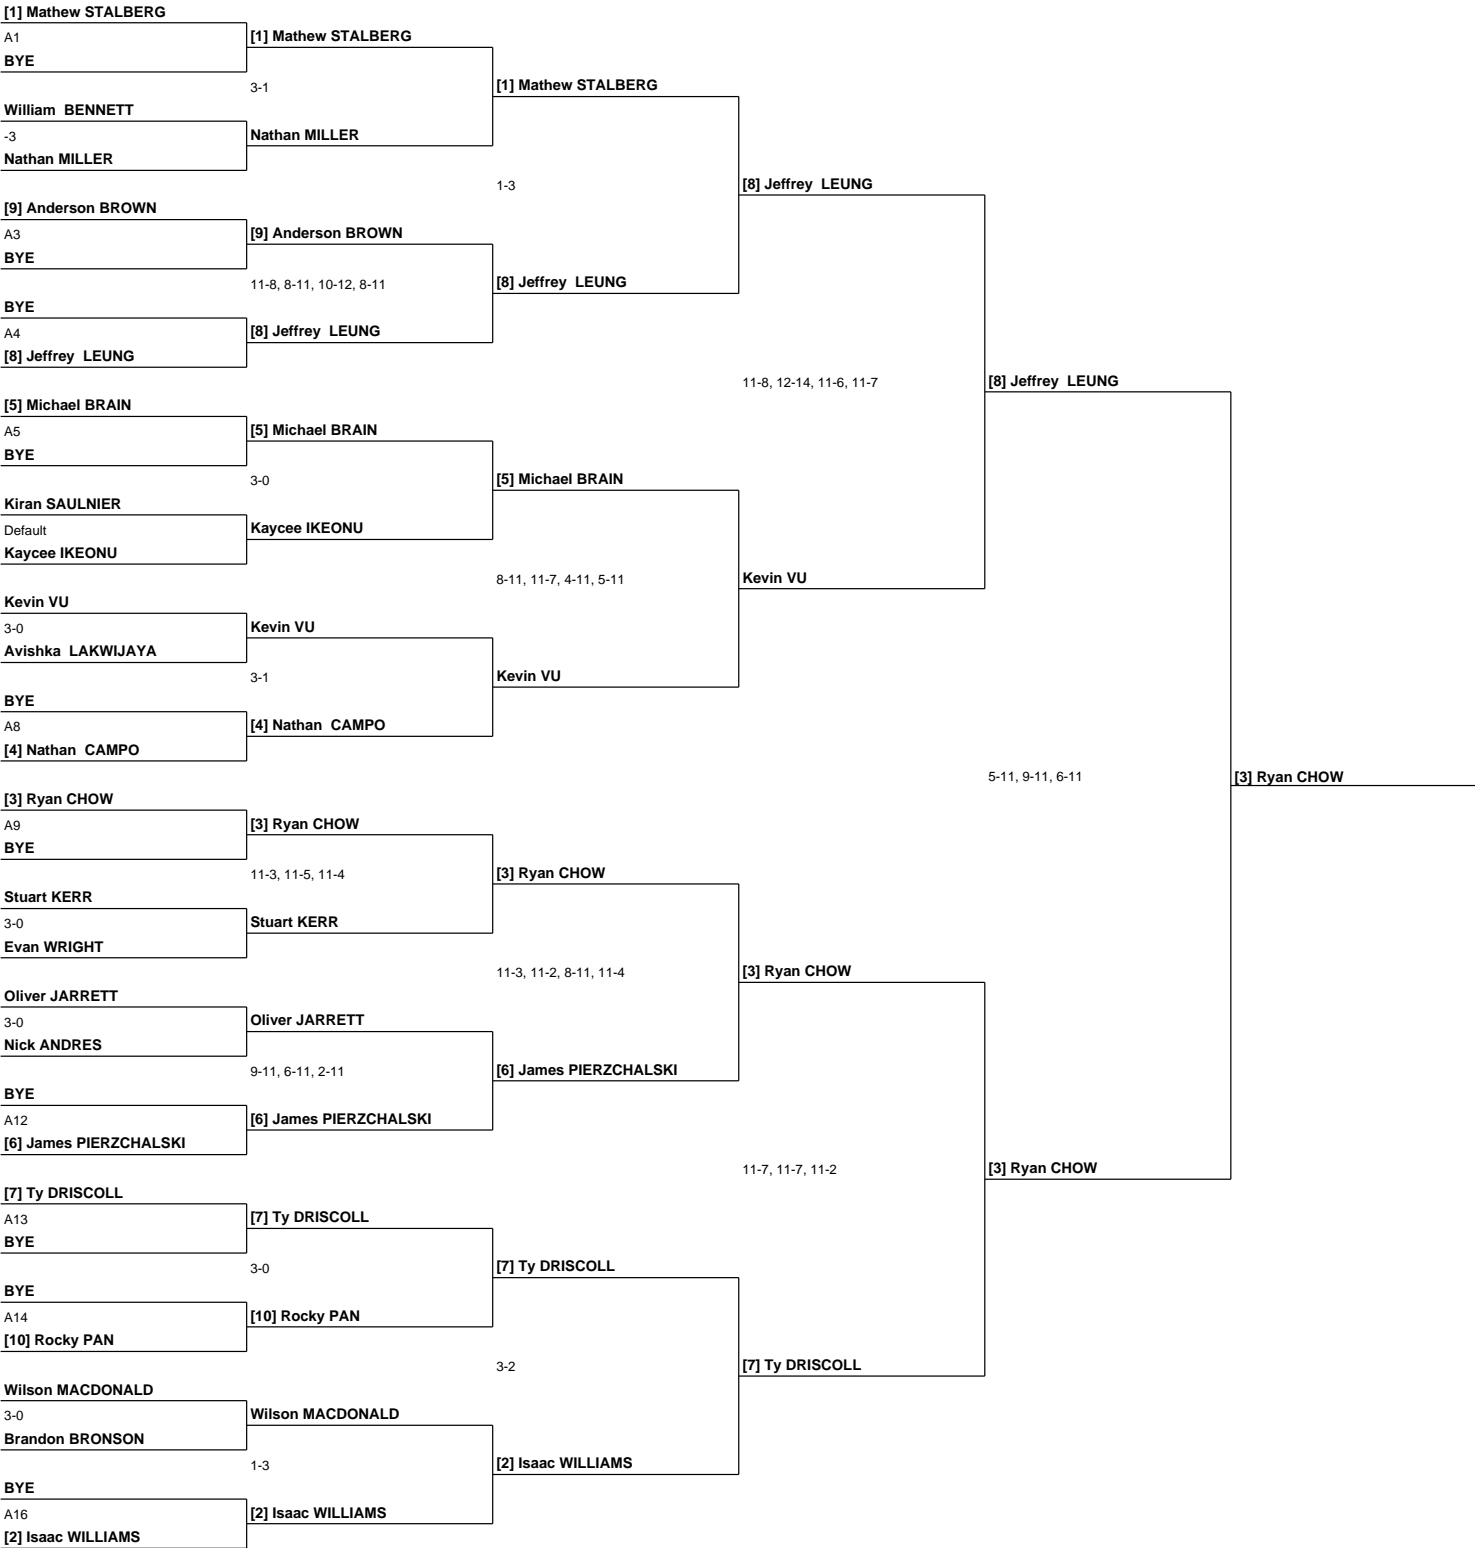 [1] Mathew STALBERG
A1
BYE
William BENNETT
-3
Nathan MILLER
[9] Anderson BROWN
A3
BYE
BYE
A4
[8] Jeffrey LEUNG
[5] Michael BRAIN
A5
BYE
Kiran SAULNIER
Default
Kaycee IKEONU
Kevin VU
3-0
Avishka LAKWIJAYA
BYE
A8
[4] Nathan CAMPO
[3] Ryan CHOW
A9
BYE
Stuart KERR
3-0
Evan WRIGHT
Oliver JARRETT
3-0
Nick ANDRES
BYE
A12
[6] James PIERZCHALSKI
[7] Ty DRISCOLL
A13
BYE
BYE
A14
[10] Rocky PAN
Wilson MACDONALD
3-0
Brandon BRONSON
BYE
A16
[2] Isaac WILLIAMS
[1] Mathew STALBERG
3-1
Nathan MILLER
[9] Anderson BROWN
11-8, 8-11, 10-12, 8-11
[8] Jeffrey LEUNG
[5] Michael BRAIN
3-0
Kaycee IKEONU
Kevin VU
3-1
[4] Nathan CAMPO
[3] Ryan CHOW
11-3, 11-5, 11-4
Stuart KERR
Oliver JARRETT
9-11, 6-11, 2-11
[6] James PIERZCHALSKI
[7] Ty DRISCOLL
3-0
[10] Rocky PAN
Wilson MACDONALD
1-3
[2] Isaac WILLIAMS
[1] Mathew STALBERG
1-3
[8] Jeffrey LEUNG
[5] Michael BRAIN
8-11, 11-7, 4-11, 5-11
Kevin VU
[3] Ryan CHOW
11-3, 11-2, 8-11, 11-4
[6] James PIERZCHALSKI
[7] Ty DRISCOLL
3-2
[2] Isaac WILLIAMS
[8] Jeffrey LEUNG
11-8, 12-14, 11-6, 11-7
Kevin VU
[3] Ryan CHOW
11-7, 11-7, 11-2
[7] Ty DRISCOLL
[8] Jeffrey LEUNG
5-11, 9-11, 6-11
[3] Ryan CHOW
[3] Ryan CHOW